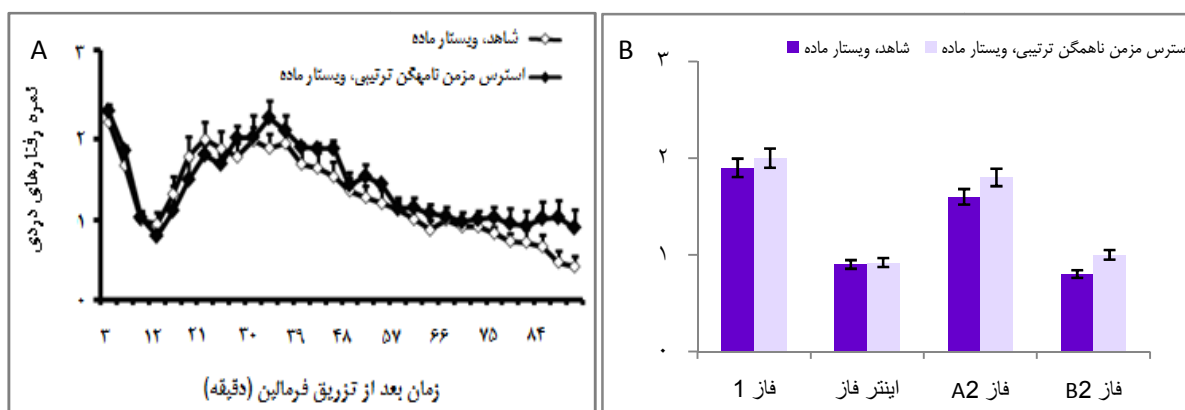 A
شاهد، ویستار ماده
استرس مزمن نامهگن ترتیبی، ویستار ماده
نمره رفتارهای دردی
۳
۲
۱
۰
۳ ۱۲ ۲۱ ۳۰ ۳۹ ۴۸ ۵۷ ۶۶ ۷۵ ۸۴
زمان بعد از تزریق فرمالین (دقیقه)
B
شاهد، ویستار ماده
سترس مزمن ناهمگن ترتیبی، ویستار ماده
۳
۲
۱
۰
فاز 1
اینتر فاز
فاز A2
فاز B2